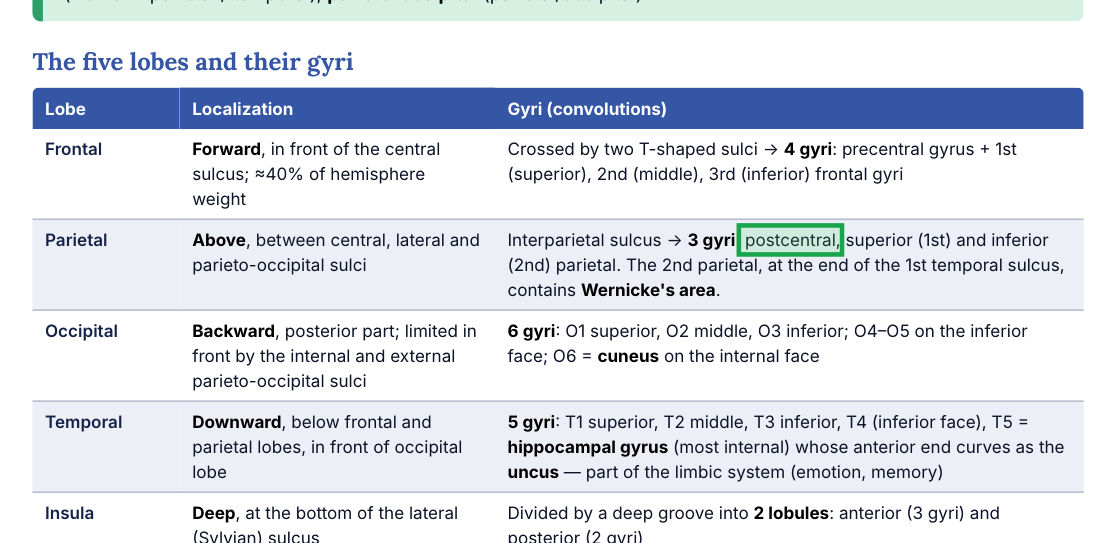 The five lobes and their gyri
Lobe Localization Gyri (convolutions)
Frontal
Forward, in front of the central
sulcus; ≈40% of hemisphere
weight
Crossed by two T-shaped sulci → 4 gyri: precentral gyrus + 1st
(superior), 2nd (middle), 3rd (inferior) frontal gyri
Parietal
Above, between central, lateral and
parieto-occipital sulci
Interparietal sulcus → 3 gyri postcentral, superior (1st) and inferior
(2nd) parietal. The 2nd parietal, at the end of the 1st temporal sulcus,
contains Wernicke's area.
Occipital
Backward, posterior part; limited in
front by the internal and external
parieto-occipital sulci
6 gyri: O1 superior, O2 middle, O3 inferior; O4–O5 on the inferior
face; O6 = cuneus on the internal face
Temporal
Downward, below frontal and
parietal lobes, in front of occipital
lobe
5 gyri: T1 superior, T2 middle, T3 inferior, T4 (inferior face), T5 =
hippocampal gyrus (most internal) whose anterior end curves as the
uncus — part of the limbic system (emotion, memory)
Insula
Deep, at the bottom of the lateral
(Sylvian) sulcus
Divided by a deep groove into 2 lobules: anterior (3 gyri) and
posterior (2 gyri)